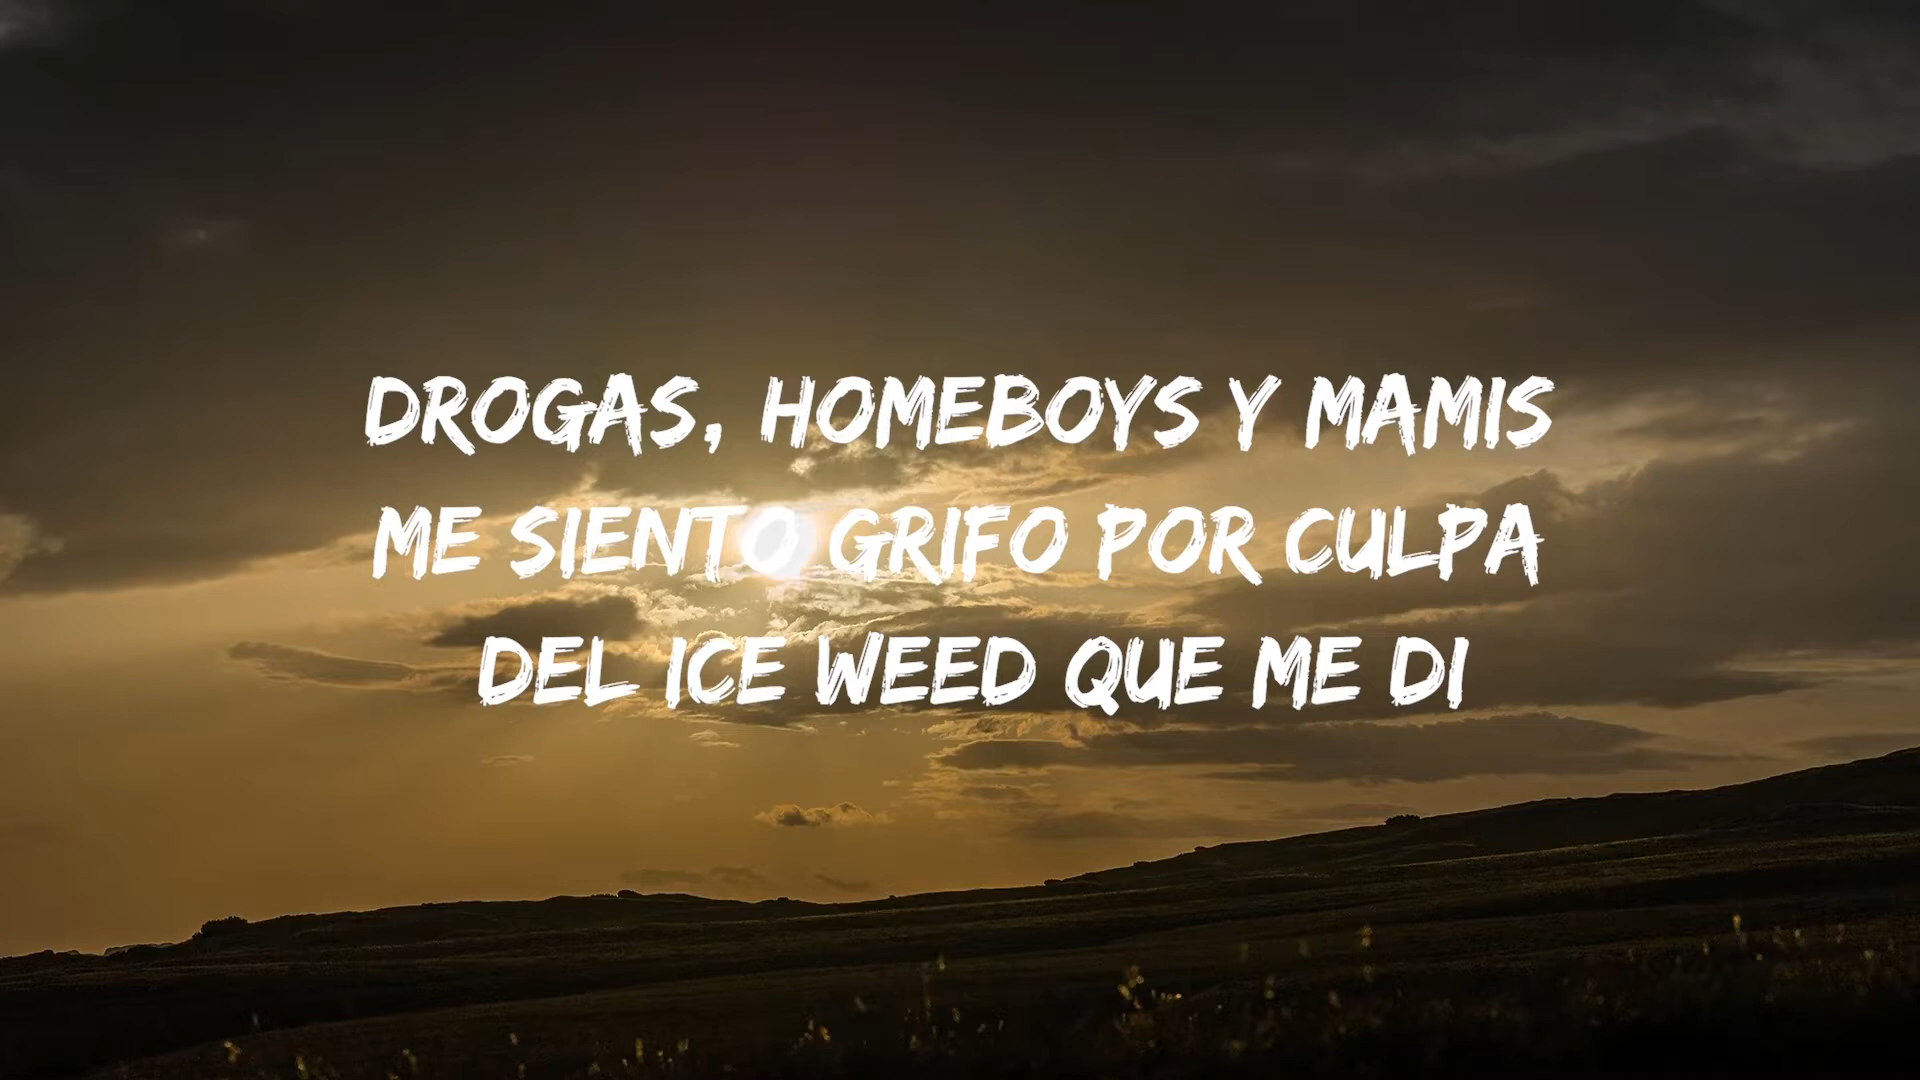 DROGAS, HOMEBOYS Y MAMIS
ME SIENTO GRIFO POR CULPA
DEL ICE WEED QUE ME DI